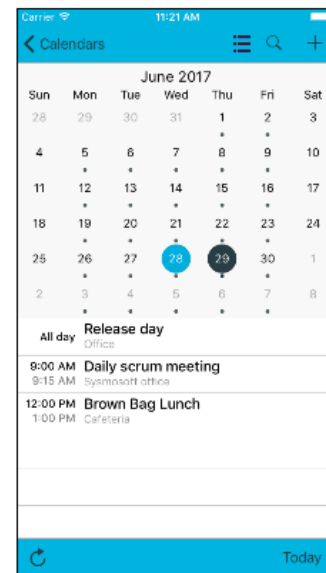 Carrier 11:21 AM
Calendars
June 2017
Sun Mon Tue Wed Thu Fri Sat
28 29 30 31 1 2 3
4 5 6 7 8 9 10
11 12 13 14 15 16 17
18 19 20 21 22 23 24
25 26 27 28 29 30 1
2 3 4 5 6 7 8
All day Release day
Office
9:00 AM Daily scrum meeting
9:15 AM Sysmosoft office
12:00 PM Brown Bag Lunch
1:00 PM Cafeteria
Today